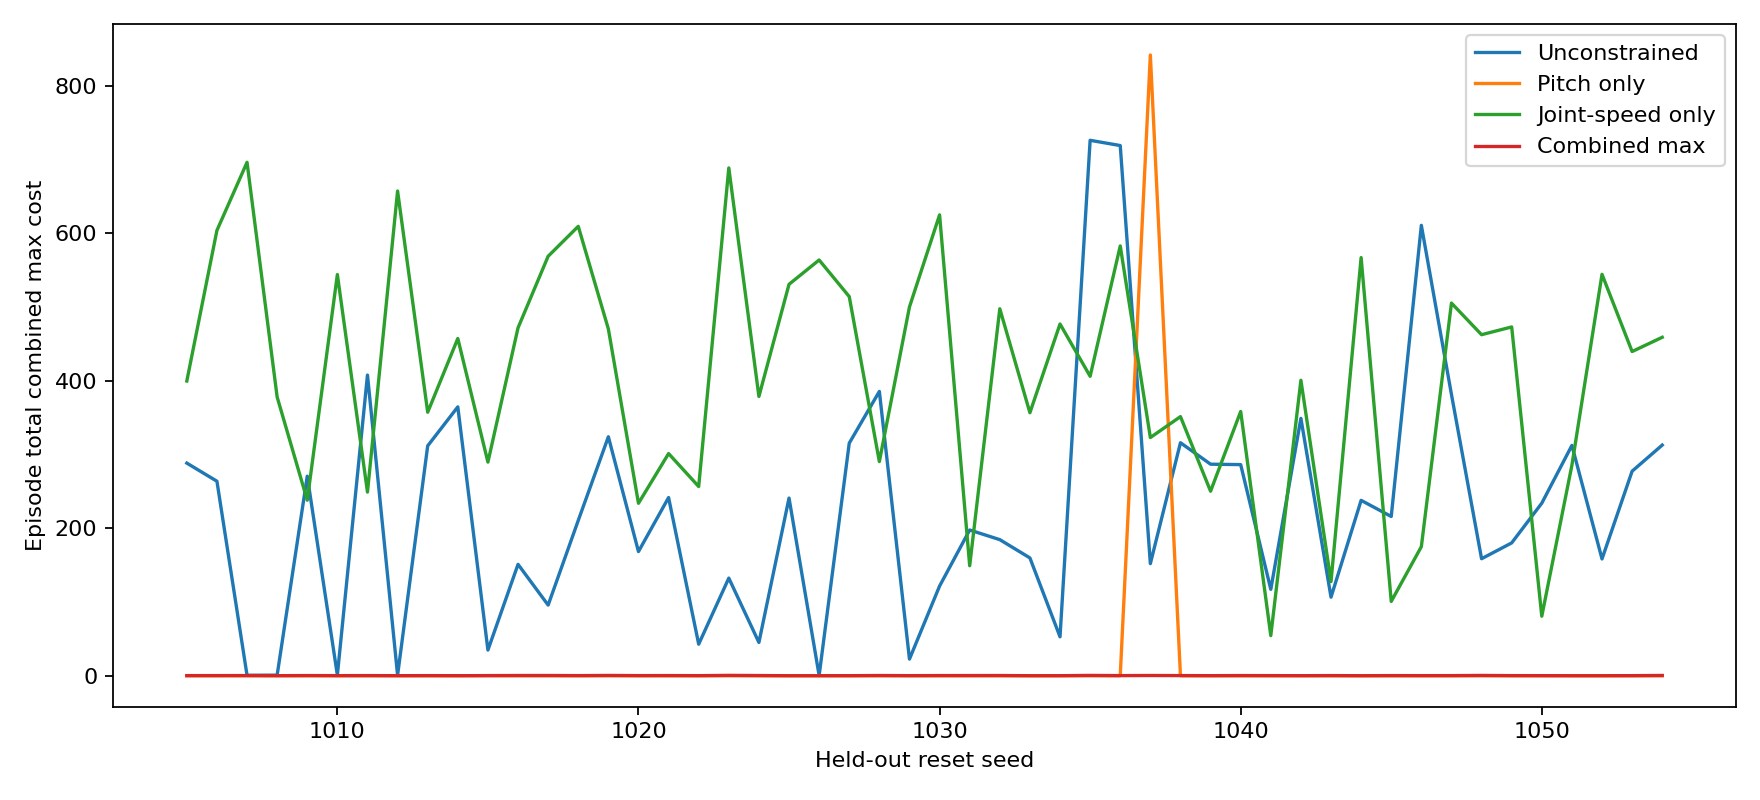 Unconstrained
Pitch only
Joint-speed only
Combined max
Episode total combined max cost
800
600
400
200
0
1010 1020 1030 1040 1050
Held-out reset seed